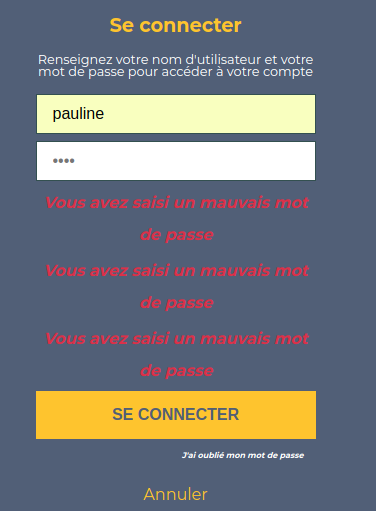 Se connecter
Renseignez votre nom d'utilisateur et votre
mot de passe pour accéder à votre compte
pauline
••••
Vous avez saisi un mauvais mot
de passe
Vous avez saisi un mauvais mot
de passe
Vous avez saisi un mauvais mot
de passe
SE CONNECTER
J'ai oublié mon mot de passe
Annuler